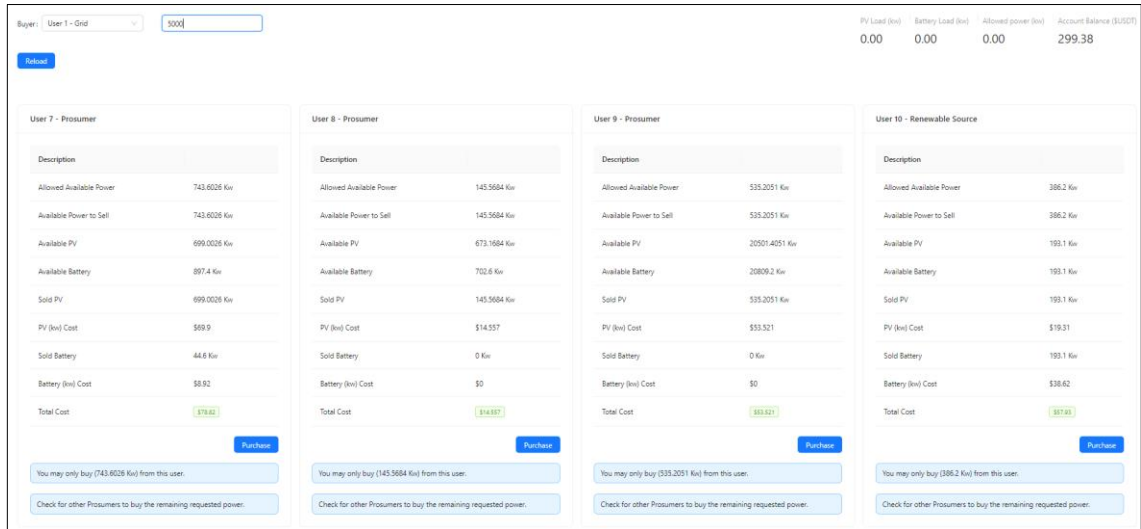 Buyer: User 1 - Grid 5000
PV Load (kw) Battery Load (kw) Allowed power (kw) Account Balance ($USDT)
0.00 0.00 0.00 299.38
Reload
User 7 - Prosumer
Description
Allowed Available Power 743.6026 Kw
Available Power to Sell 743.6026 Kw
Available PV 699.0026 Kw
Available Battery 897.4 Kw
Sold PV 699.0026 Kw
PV (kw) Cost $69.9
Sold Battery 44.6 Kw
Battery (kw) Cost $8.92
Total Cost $78.82
Purchase
You may only buy (743.6026 Kw) from this user.
Check for other Prosumers to buy the remaining requested power.
User 8 - Prosumer
Description
Allowed Available Power 145.5684 Kw
Available Power to Sell 145.5684 Kw
Available PV 673.1684 Kw
Available Battery 702.6 Kw
Sold PV 145.5684 Kw
PV (kw) Cost $14.557
Sold Battery 0 Kw
Battery (kw) Cost $0
Total Cost $14.557
Purchase
You may only buy (145.5684 Kw) from this user.
Check for other Prosumers to buy the remaining requested power.
User 9 - Prosumer
Description
Allowed Available Power 535.2051 Kw
Available Power to Sell 535.2051 Kw
Available PV 20501.4051 Kw
Available Battery 20809.2 Kw
Sold PV 535.2051 Kw
PV (kw) Cost $53.521
Sold Battery 0 Kw
Battery (kw) Cost $0
Total Cost $53.521
Purchase
You may only buy (535.2051 Kw) from this user.
Check for other Prosumers to buy the remaining requested power.
User 10 - Renewable Source
Description
Allowed Available Power 386.2 Kw
Available Power to Sell 386.2 Kw
Available PV 193.1 Kw
Available Battery 193.1 Kw
Sold PV 193.1 Kw
PV (kw) Cost $19.31
Sold Battery 193.1 Kw
Battery (kw) Cost $38.62
Total Cost $57.93
Purchase
You may only buy (386.2 Kw) from this user.
Check for other Prosumers to buy the remaining requested power.